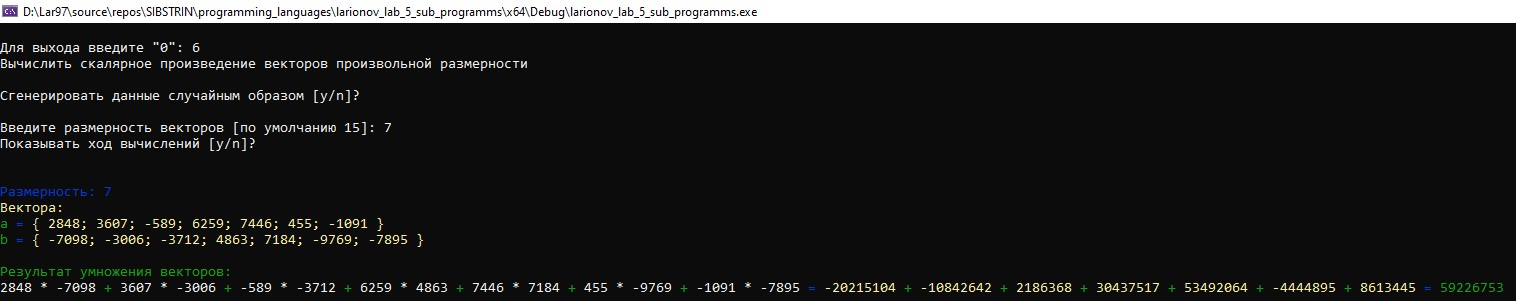 D:\Lar97\source\repos\SIBSTRIN\programming_languages\larionov_lab_5_sub_programms\x64\Debug\larionov_lab_5_sub_programms.exe
Для выхода введите "0": 6
Вычислить скалярное произведение векторов произвольной размерности
Сгенерировать данные случайным образом [y/n]?
Введите размерность векторов [по умолчанию 15]: 7
Показывать ход вычислений [y/n]?
Размерность: 7
Вектора:
a = { 2848; 3607; -589; 6259; 7446; 455; -1091 }
b = { -7098; -3006; -3712; 4863; 7184; -9769; -7895 }
Результат умножения векторов:
2848 * -7098 + 3607 * -3006 + -589 * -3712 + 6259 * 4863 + 7446 * 7184 + 455 * -9769 + -1091 * -7895 = -20215104 + -10842642 + 2186368 + 30437517 + 53492064 + -4444895 + 8613445 = 59226753